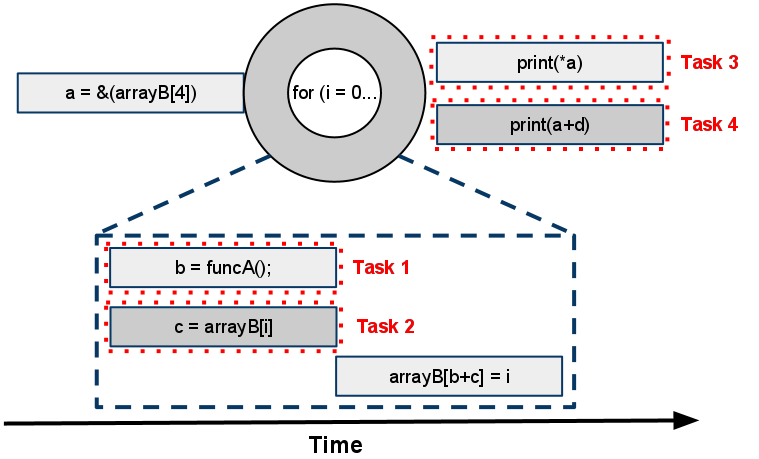 a = &(arrayB[4])
for (i = 0...
print(*a)
Task 3
print(a+d)
Task 4
b = funcA();
Task 1
c = arrayB[i]
Task 2
arrayB[b+c] = i
Time